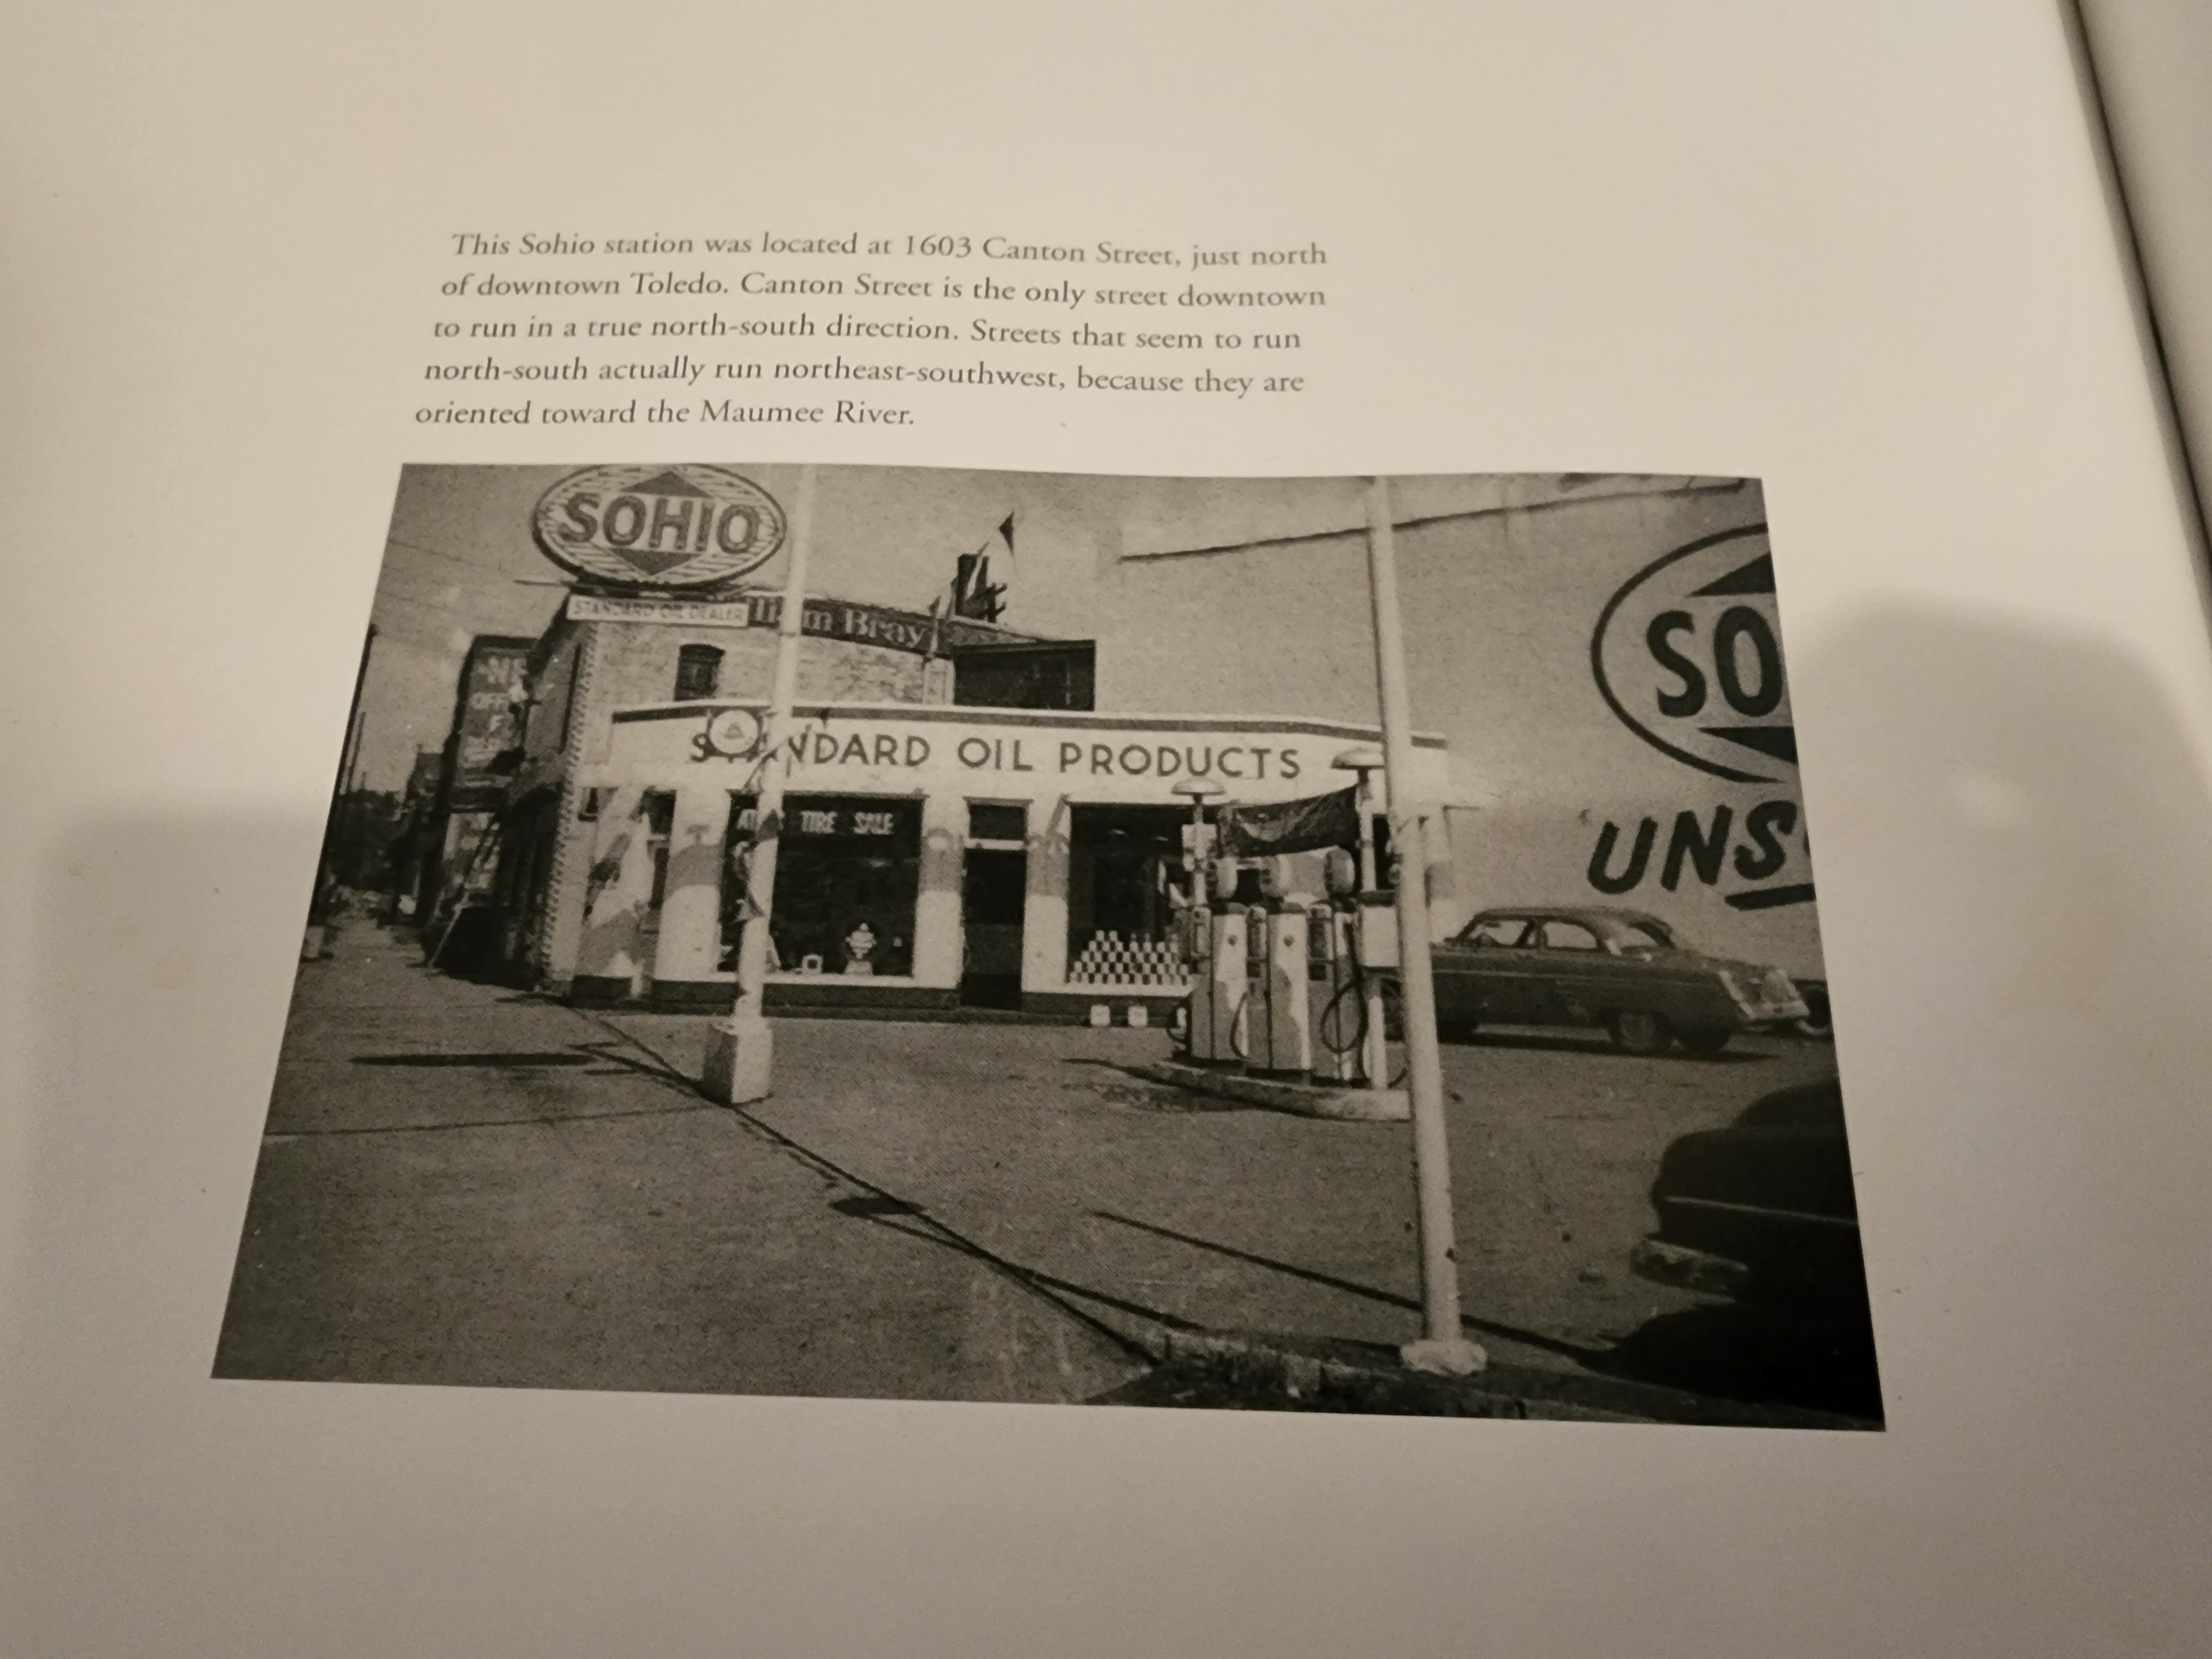 This Sohio station was located at 1603 Canton Street, just north
of downtown Toledo. Canton Street is the only street downtown
to run in a true north-south direction. Streets that seem to run
north-south actually run northeast-southwest, because they are
oriented toward the Maumee River.
SOHIO
STANDARD OIL DEALER
m Bray
STANDARD OIL PRODUCTS
TIRE SALE
SO
UNS